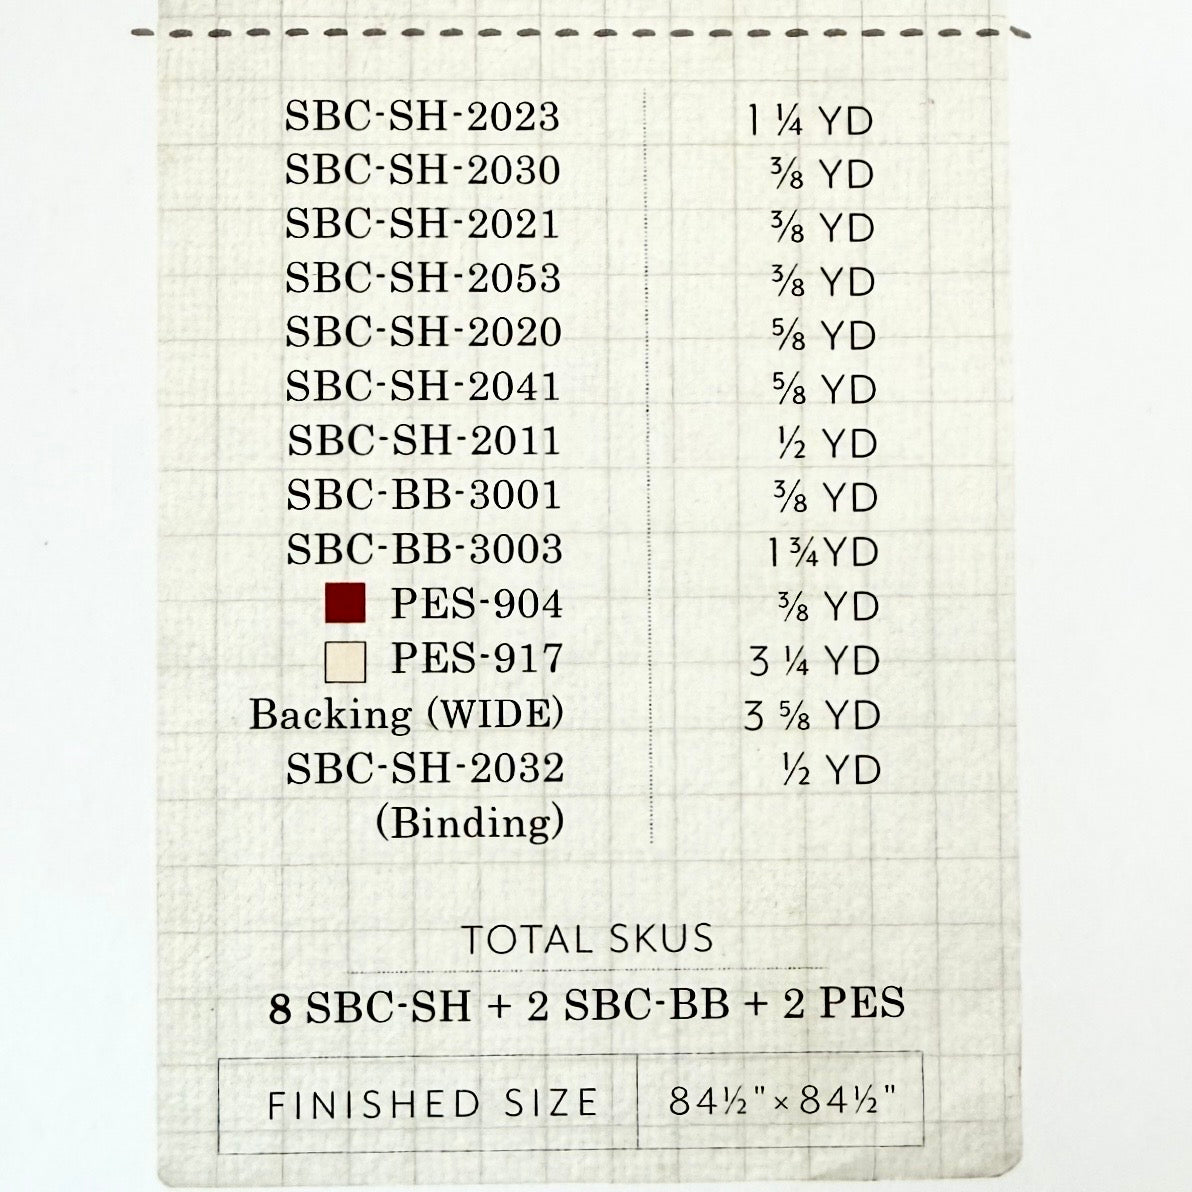 SBC-SH-2023 1 ¼ YD
SBC-SH-2030 ⅜ YD
SBC-SH-2021 ⅜ YD
SBC-SH-2053 ⅜ YD
SBC-SH-2020 ⅝ YD
SBC-SH-2041 ⅝ YD
SBC-SH-2011 ½ YD
SBC-BB-3001 ⅜ YD
SBC-BB-3003 1 ¾ YD
PES-904 ⅜ YD
PES-917 3 ¼ YD
Backing (WIDE) 3 ⅝ YD
SBC-SH-2032 ½ YD
(Binding)
TOTAL SKUS
8 SBC-SH + 2 SBC-BB + 2 PES
FINISHED SIZE 84½" × 84½"